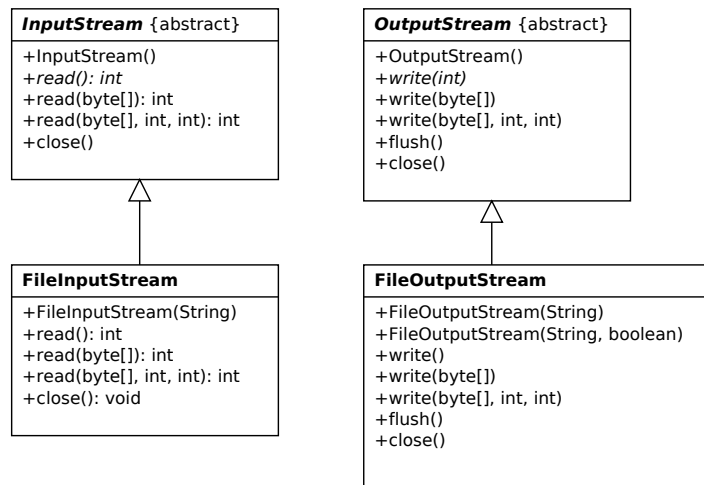 InputStream {abstract}
+InputStream()
+read(): int
+read(byte[]): int
+read(byte[], int, int): int
+close()
OutputStream {abstract}
+OutputStream()
+write(int)
+write(byte[])
+write(byte[], int, int)
+flush()
+close()
FileInputStream
+FileInputStream(String)
+read(): int
+read(byte[]): int
+read(byte[], int, int): int
+close(): void
FileOutputStream
+FileOutputStream(String)
+FileOutputStream(String, boolean)
+write()
+write(byte[])
+write(byte[], int, int)
+flush()
+close()